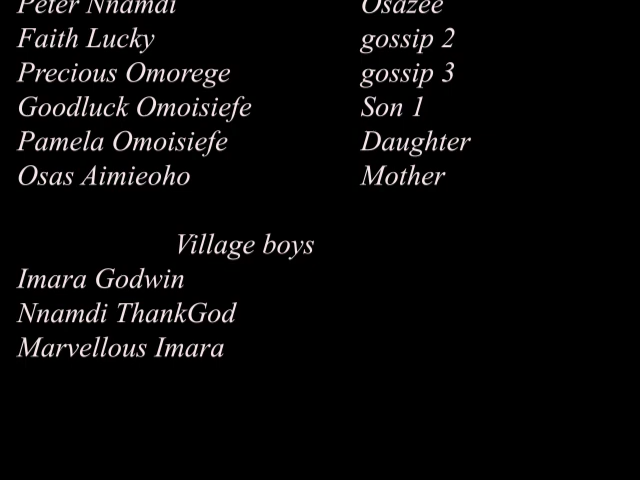 Peter Nnamdi Osazee
Faith Lucky gossip 2
Precious Omorege gossip 3
Goodluck Omoisiefe Son 1
Pamela Omoisiefe Daughter
Osas Aimieoho Mother
Village boys
Imara Godwin
Nnamdi ThankGod
Marvellous Imara